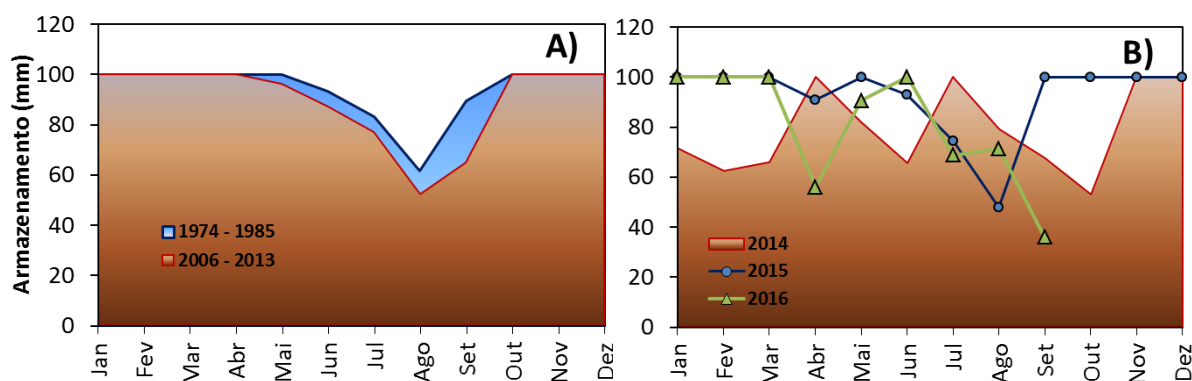 Armazenamento (mm)
A)
120
100
80
60
40
20
0
1974 - 1985
2006 - 2013
Jan Fev Mar Abr Mai Jun Jul Ago Set Out Nov Dez
B)
120
100
80
60
40
20
0
2014
2015
2016
Jan Fev Mar Abr Mai Jun Jul Ago Set Out Nov Dez